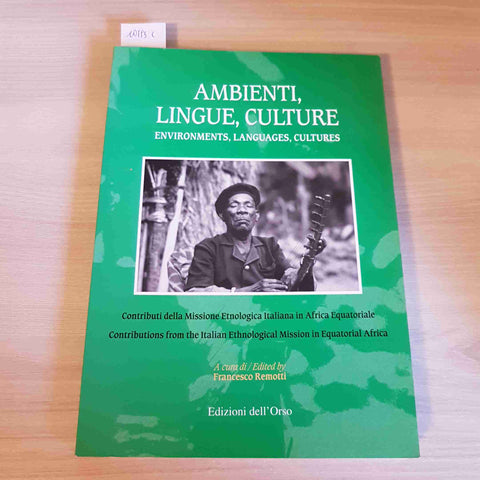 AMBIENTI,
LINGUE, CULTURE
ENVIRONMENTS, LANGUAGES, CULTURES
Contributi della Missione Etnologica Italiana in Africa Equatoriale
Contributions from the Italian Ethnological Mission in Equatorial Africa
A cura di / Edited by
Francesco Remotti
Edizioni dell'Orso